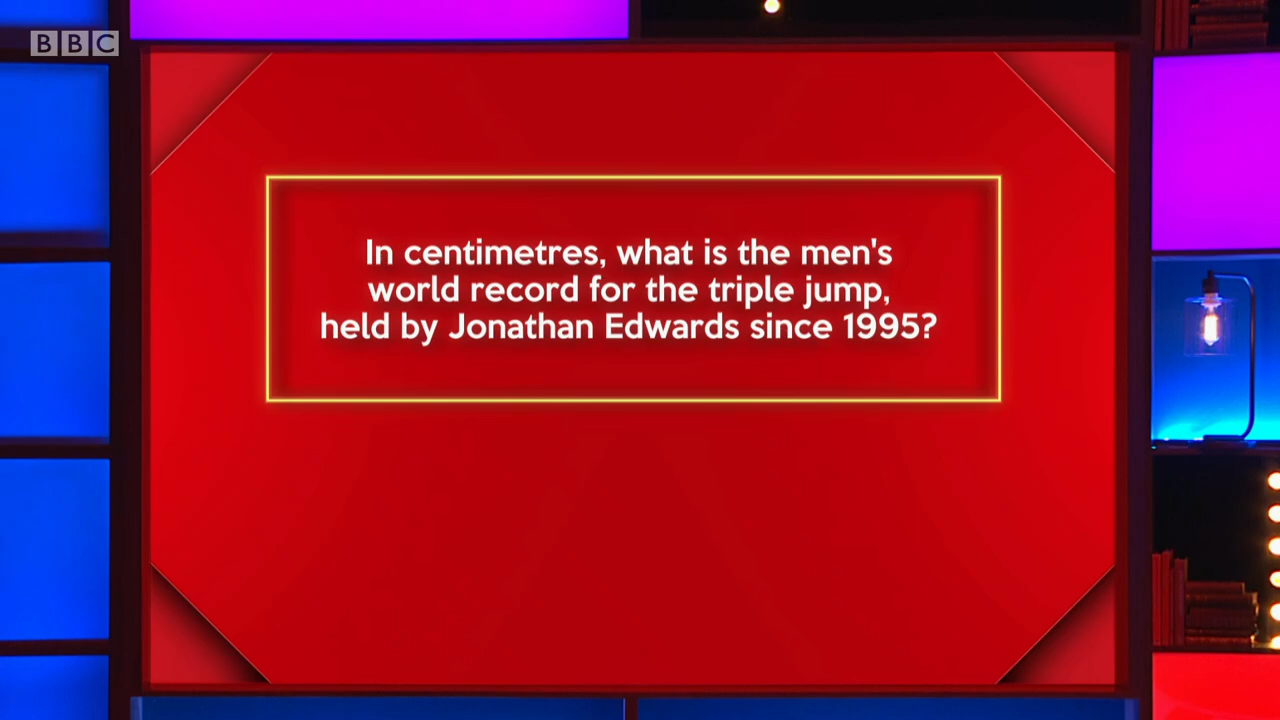 BBC
In centimetres, what is the men's
world record for the triple jump,
held by Jonathan Edwards since 1995?